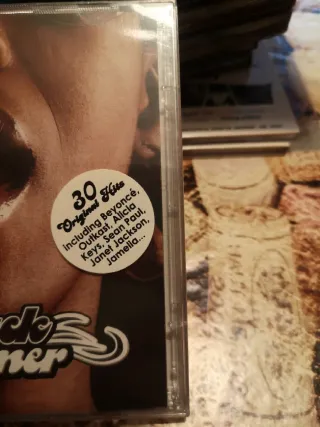 30
Original Hits
including Beyoncé,
Outkast, Alicia
Keys, Sean Paul,
Janet Jackson,
Jamelia...